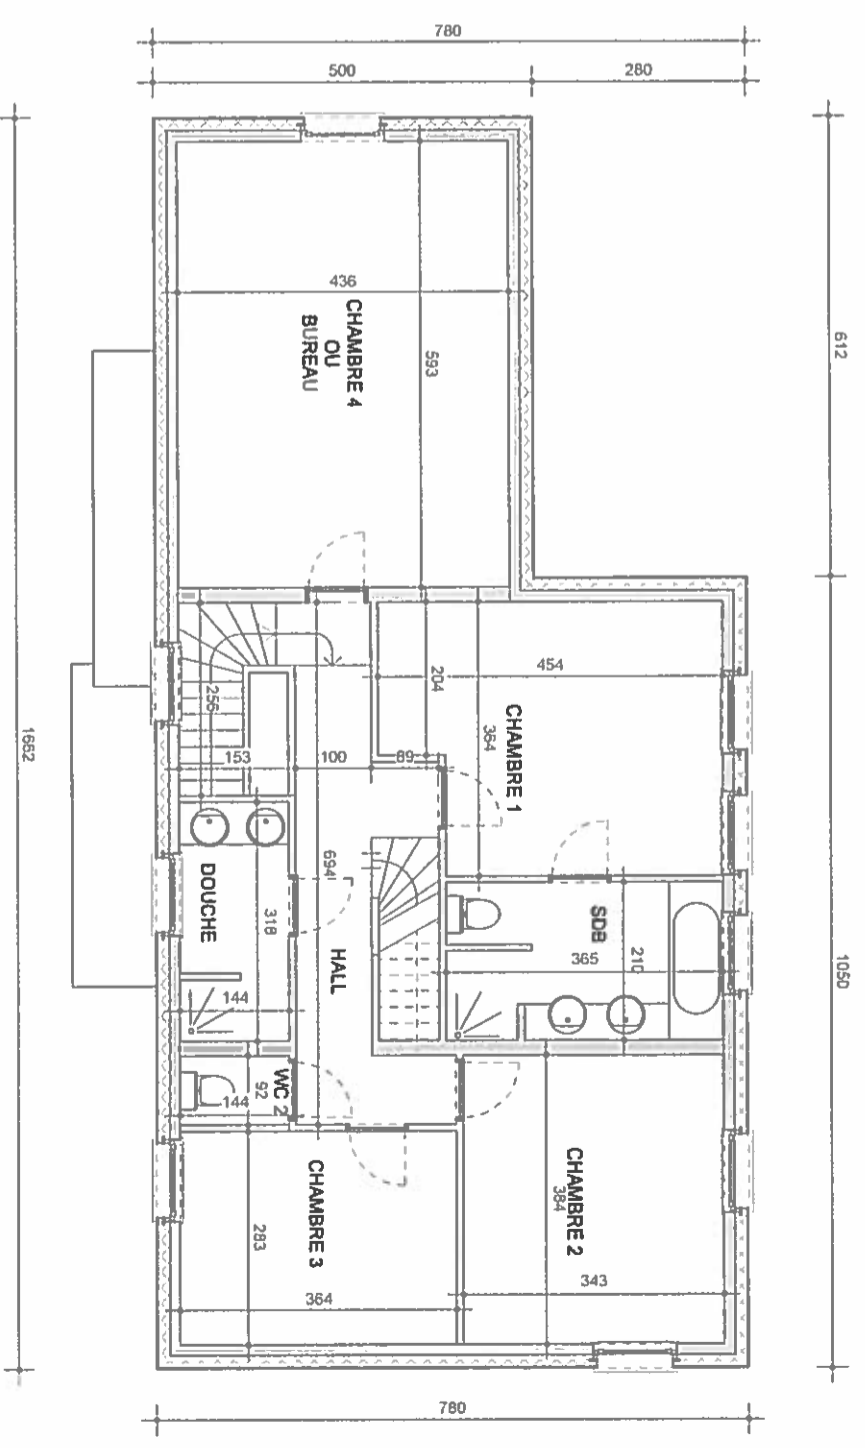 780
500
280
612
436
CHAMBRE 4
OU
BUREAU
593
454
204
256
CHAMBRE 1
364
1662
153
100
89
694
DOUCHE
318
SDB
210
HALL
365
1050
144
WC 2
92
144
CHAMBRE 3
CHAMBRE 2
384
283
343
364
780